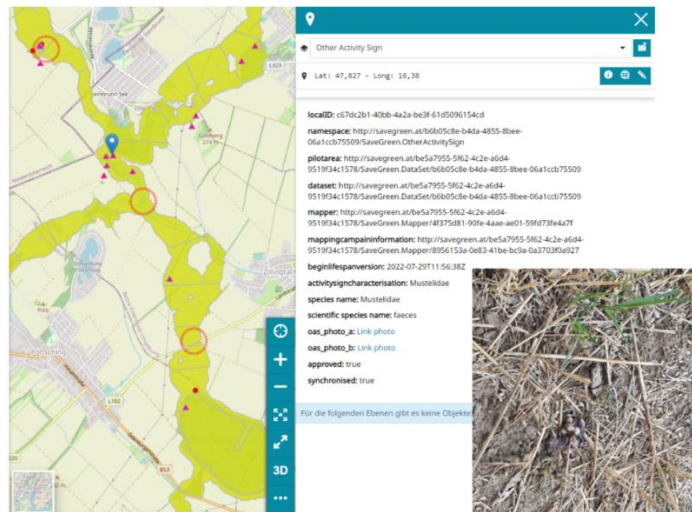 Other Activity Sign
Lat: 47,827 - Long: 16,38
localID: c67dc2b1-40bb-4a2a-be3f-61d5096154cd
namespace: http://savegreen.at/b6b05c8e-b4da-4855-8bee-
06a1ccb75509/SaveGreen.OtherActivitySign
pilotarea: http://savegreen.at/be5a7955-5f62-4c2e-a6d4-
9519f34c1578/SaveGreen.DataSet/b6b05c8e-b4da-4855-8bee-06a1ccb75509
dataset: http://savegreen.at/be5a7955-5f62-4c2e-a6d4-
9519f34c1578/SaveGreen.DataSet/b6b05c8e-b4da-4855-8bee-06a1ccb75509
mapper: http://savegreen.at/be5a7955-5f62-4c2e-a6d4-
9519f34c1578/SaveGreen.Mapper/4f375d81-90fe-4aae-ae01-59fd73fe4a7f
mappingcampaininformation: http://savegreen.at/be5a7955-5f62-4c2e-a6d4-
9519f34c1578/SaveGreen.Mapper/8956153a-0e83-41be-bc9a-0a3703f0a927
beginlifespanversion: 2022-07-29T11:56:38Z
activitysigncharacterisation: Mustelidae
species name: Mustelidae
scientific species name: faeces
oas_photo_a: Link photo
oas_photo_b: Link photo
approved: true
synchronised: true
Für die folgenden Ebenen gibt es keine Objekte:
L323
Goldberg
274 m
Zillingtal
Pöttsching
L102
B53
3D